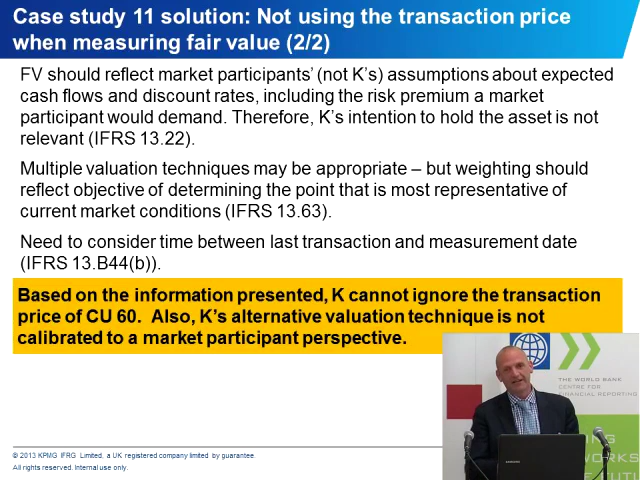 Case study 11 solution: Not using the transaction price
when measuring fair value (2/2)
FV should reflect market participants' (not K's) assumptions about expected
cash flows and discount rates, including the risk premium a market
participant would demand. Therefore, K's intention to hold the asset is not
relevant (IFRS 13.22).
Multiple valuation techniques may be appropriate – but weighting should
reflect objective of determining the point that is most representative of
current market conditions (IFRS 13.63).
Need to consider time between last transaction and measurement date
(IFRS 13.B44(b)).
Based on the information presented, K cannot ignore the transaction
price of CU 60. Also, K's alternative valuation technique is not
calibrated to a market participant perspective.
THE WORLD BANK
CENTRE FOR
FINANCIAL REPORTING
© 2013 KPMG IFRG Limited, a UK registered company limited by guarantee.
All rights reserved. Internal use only.